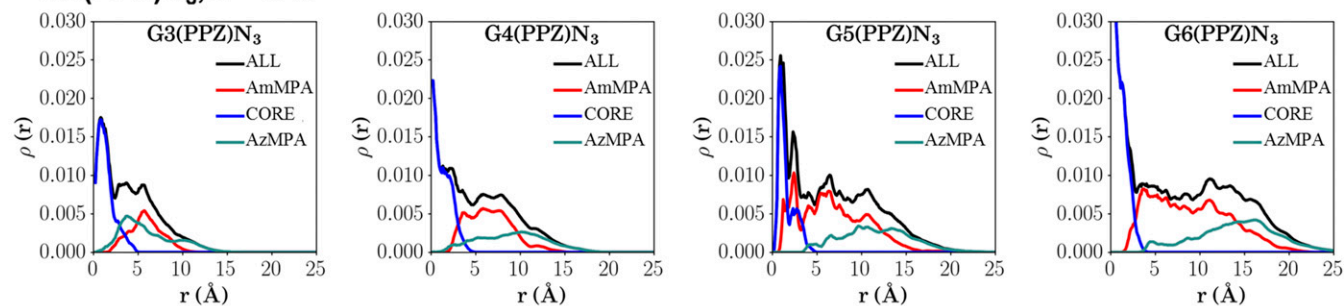 G3(PPZ)N3
G4(PPZ)N3
G5(PPZ)N3
G6(PPZ)N3
0.030
0.025
0.020
0.015
0.010
0.005
0.000
ρ (r)
ALL
AmMPA
CORE
AzMPA
0 5 10 15 20 25
r (Å)
0.030
0.025
0.020
0.015
0.010
0.005
0.000
ρ (r)
ALL
AmMPA
CORE
AzMPA
0 5 10 15 20 25
r (Å)
0.030
0.025
0.020
0.015
0.010
0.005
0.000
ρ (r)
ALL
AmMPA
CORE
AzMPA
0 5 10 15 20 25
r (Å)
0.030
0.025
0.020
0.015
0.010
0.005
0.000
ρ (r)
ALL
AmMPA
CORE
AzMPA
0 5 10 15 20 25
r (Å)